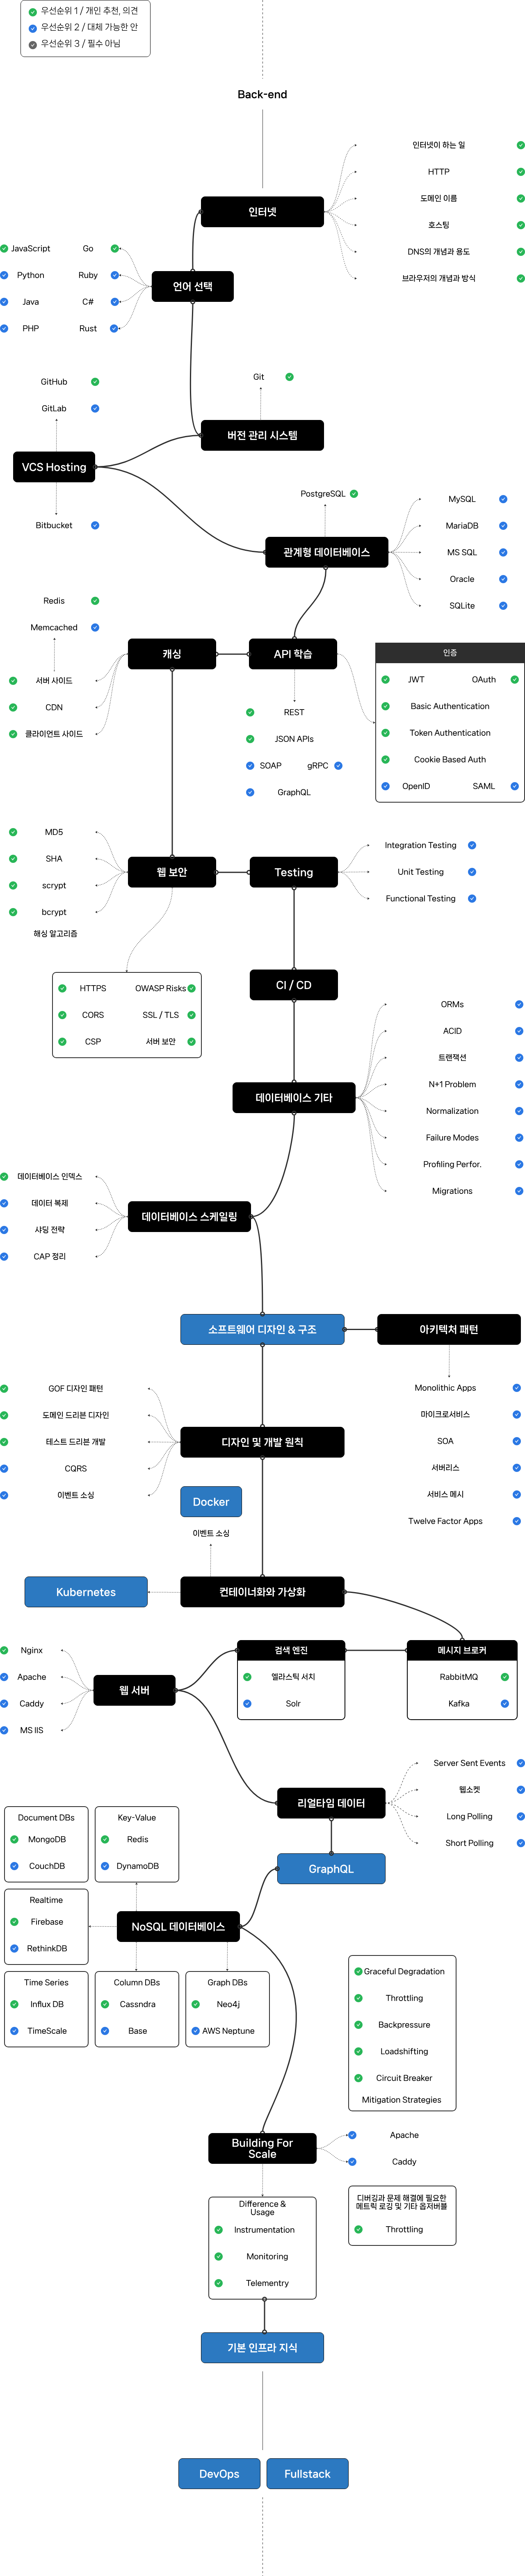 우선순위 1 / 개인 추천, 의견
우선순위 2 / 대체 가능한 안
우선순위 3 / 필수 아님
Back-end
인터넷
인터넷이 하는 일
HTTP
도메인 이름
호스팅
DNS의 개념과 용도
브라우저의 개념과 방식
언어 선택
JavaScript Go
Python Ruby
Java C#
PHP Rust
Git
버전 관리 시스템
GitHub
GitLab
VCS Hosting
Bitbucket
PostgreSQL
관계형 데이터베이스
MySQL
MariaDB
MS SQL
Oracle
SQLite
Redis
Memcached
캐싱
서버 사이드
CDN
클라이언트 사이드
API 학습
REST
JSON APIs
SOAP gRPC
GraphQL
인증
JWT OAuth
Basic Authentication
Token Authentication
Cookie Based Auth
OpenID SAML
MD5
SHA
scrypt
bcrypt
해싱 알고리즘
웹 보안
HTTPS OWASP Risks
CORS SSL / TLS
CSP 서버 보안
Testing
Integration Testing
Unit Testing
Functional Testing
CI / CD
데이터베이스 기타
ORMs
ACID
트랜잭션
N+1 Problem
Normalization
Failure Modes
Profiling Perfor.
Migrations
데이터베이스 스케일링
데이터베이스 인덱스
데이터 복제
샤딩 전략
CAP 정리
소프트웨어 디자인 & 구조
아키텍처 패턴
Monolithic Apps
마이크로서비스
SOA
서버리스
서비스 메시
Twelve Factor Apps
디자인 및 개발 원칙
GOF 디자인 패턴
도메인 드리븐 디자인
테스트 드리븐 개발
CQRS
이벤트 소싱
Docker
이벤트 소싱
Kubernetes
컨테이너화와 가상화
검색 엔진
엘라스틱 서치
Solr
메시지 브로커
RabbitMQ
Kafka
웹 서버
Nginx
Apache
Caddy
MS IIS
리얼타임 데이터
Server Sent Events
웹소켓
Long Polling
Short Polling
GraphQL
Document DBs
MongoDB
CouchDB
Key-Value
Redis
DynamoDB
Realtime
Firebase
RethinkDB
NoSQL 데이터베이스
Time Series
Influx DB
TimeScale
Column DBs
Cassndra
Base
Graph DBs
Neo4j
AWS Neptune
Graceful Degradation
Throttling
Backpressure
Loadshifting
Circuit Breaker
Mitigation Strategies
Building For
Scale
Apache
Caddy
디버깅과 문제 해결에 필요한
메트릭 로깅 및 기타 옵저버블
Throttling
Difference &
Usage
Instrumentation
Monitoring
Telementry
기본 인프라 지식
DevOps
Fullstack